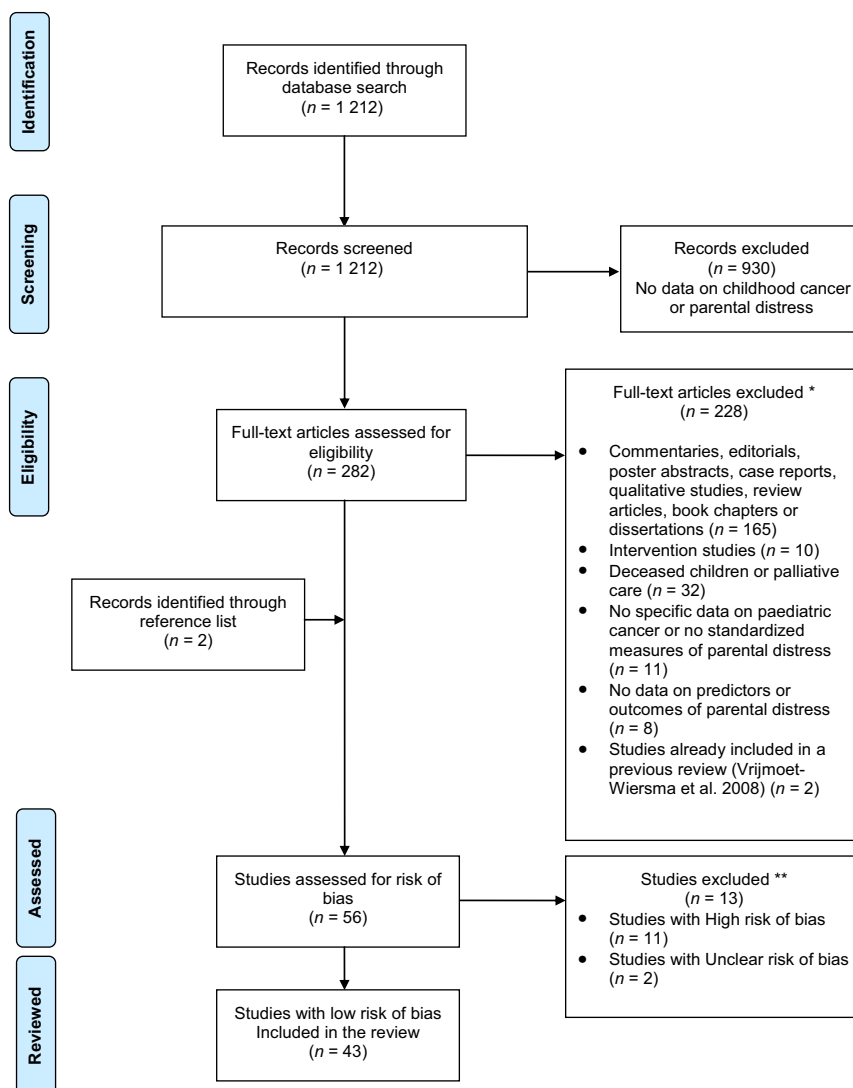 Identification
Records identified through
database search
(n = 1 212)
Screening
Records screened
(n = 1 212)
Records excluded
(n = 930)
No data on childhood cancer
or parental distress
Eligibility
Full-text articles assessed for
eligibility
(n = 282)
Full-text articles excluded *
(n = 228)
• Commentaries, editorials,
poster abstracts, case reports,
qualitative studies, review
articles, book chapters or
dissertations (n = 165)
• Intervention studies (n = 10)
• Deceased children or palliative
care (n = 32)
• No specific data on paediatric
cancer or no standardized
measures of parental distress
(n = 11)
• No data on predictors or
outcomes of parental distress
(n = 8)
• Studies already included in a
previous review (Vrijmoet-
Wiersma et al. 2008) (n = 2)
Records identified through
reference list
(n = 2)
Assessed
Studies assessed for risk of
bias
(n = 56)
Studies excluded **
(n = 13)
• Studies with High risk of bias
(n = 11)
• Studies with Unclear risk of bias
(n = 2)
Reviewed
Studies with low risk of bias
Included in the review
(n = 43)